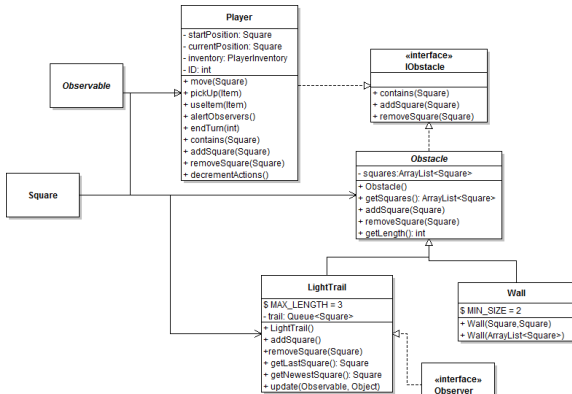 Player
- startPosition: Square
- currentPosition: Square
- inventory: PlayerInventory
- ID: int
+ move(Square)
+ pickUp(Item)
+ useItem(Item)
+ alertObservers()
+ endTurn(int)
+ contains(Square)
+ addSquare(Square)
+ removeSquare(Square)
+ decrementActions()
Observable
«interface»
IObstacle
+ contains(Square)
+ addSquare(Square)
+ removeSquare(Square)
Obstacle
- squares:ArrayList<Square>
+ Obstacle()
+ getSquares(): ArrayList<Square>
+ addSquare(Square)
+ removeSquare(Square)
+ getLength(): int
Square
LightTrail
$ MAX_LENGTH = 3
- trail: Queue<Square>
+ LightTrail()
+ addSquare()
+removeSquare(Square)
+ getLastSquare(): Square
+ getNewestSquare(): Square
+ update(Observable, Object)
Wall
$ MIN_SIZE = 2
+ Wall(Square,Square)
+ Wall(ArrayList<Square>)
«interface»
Observer